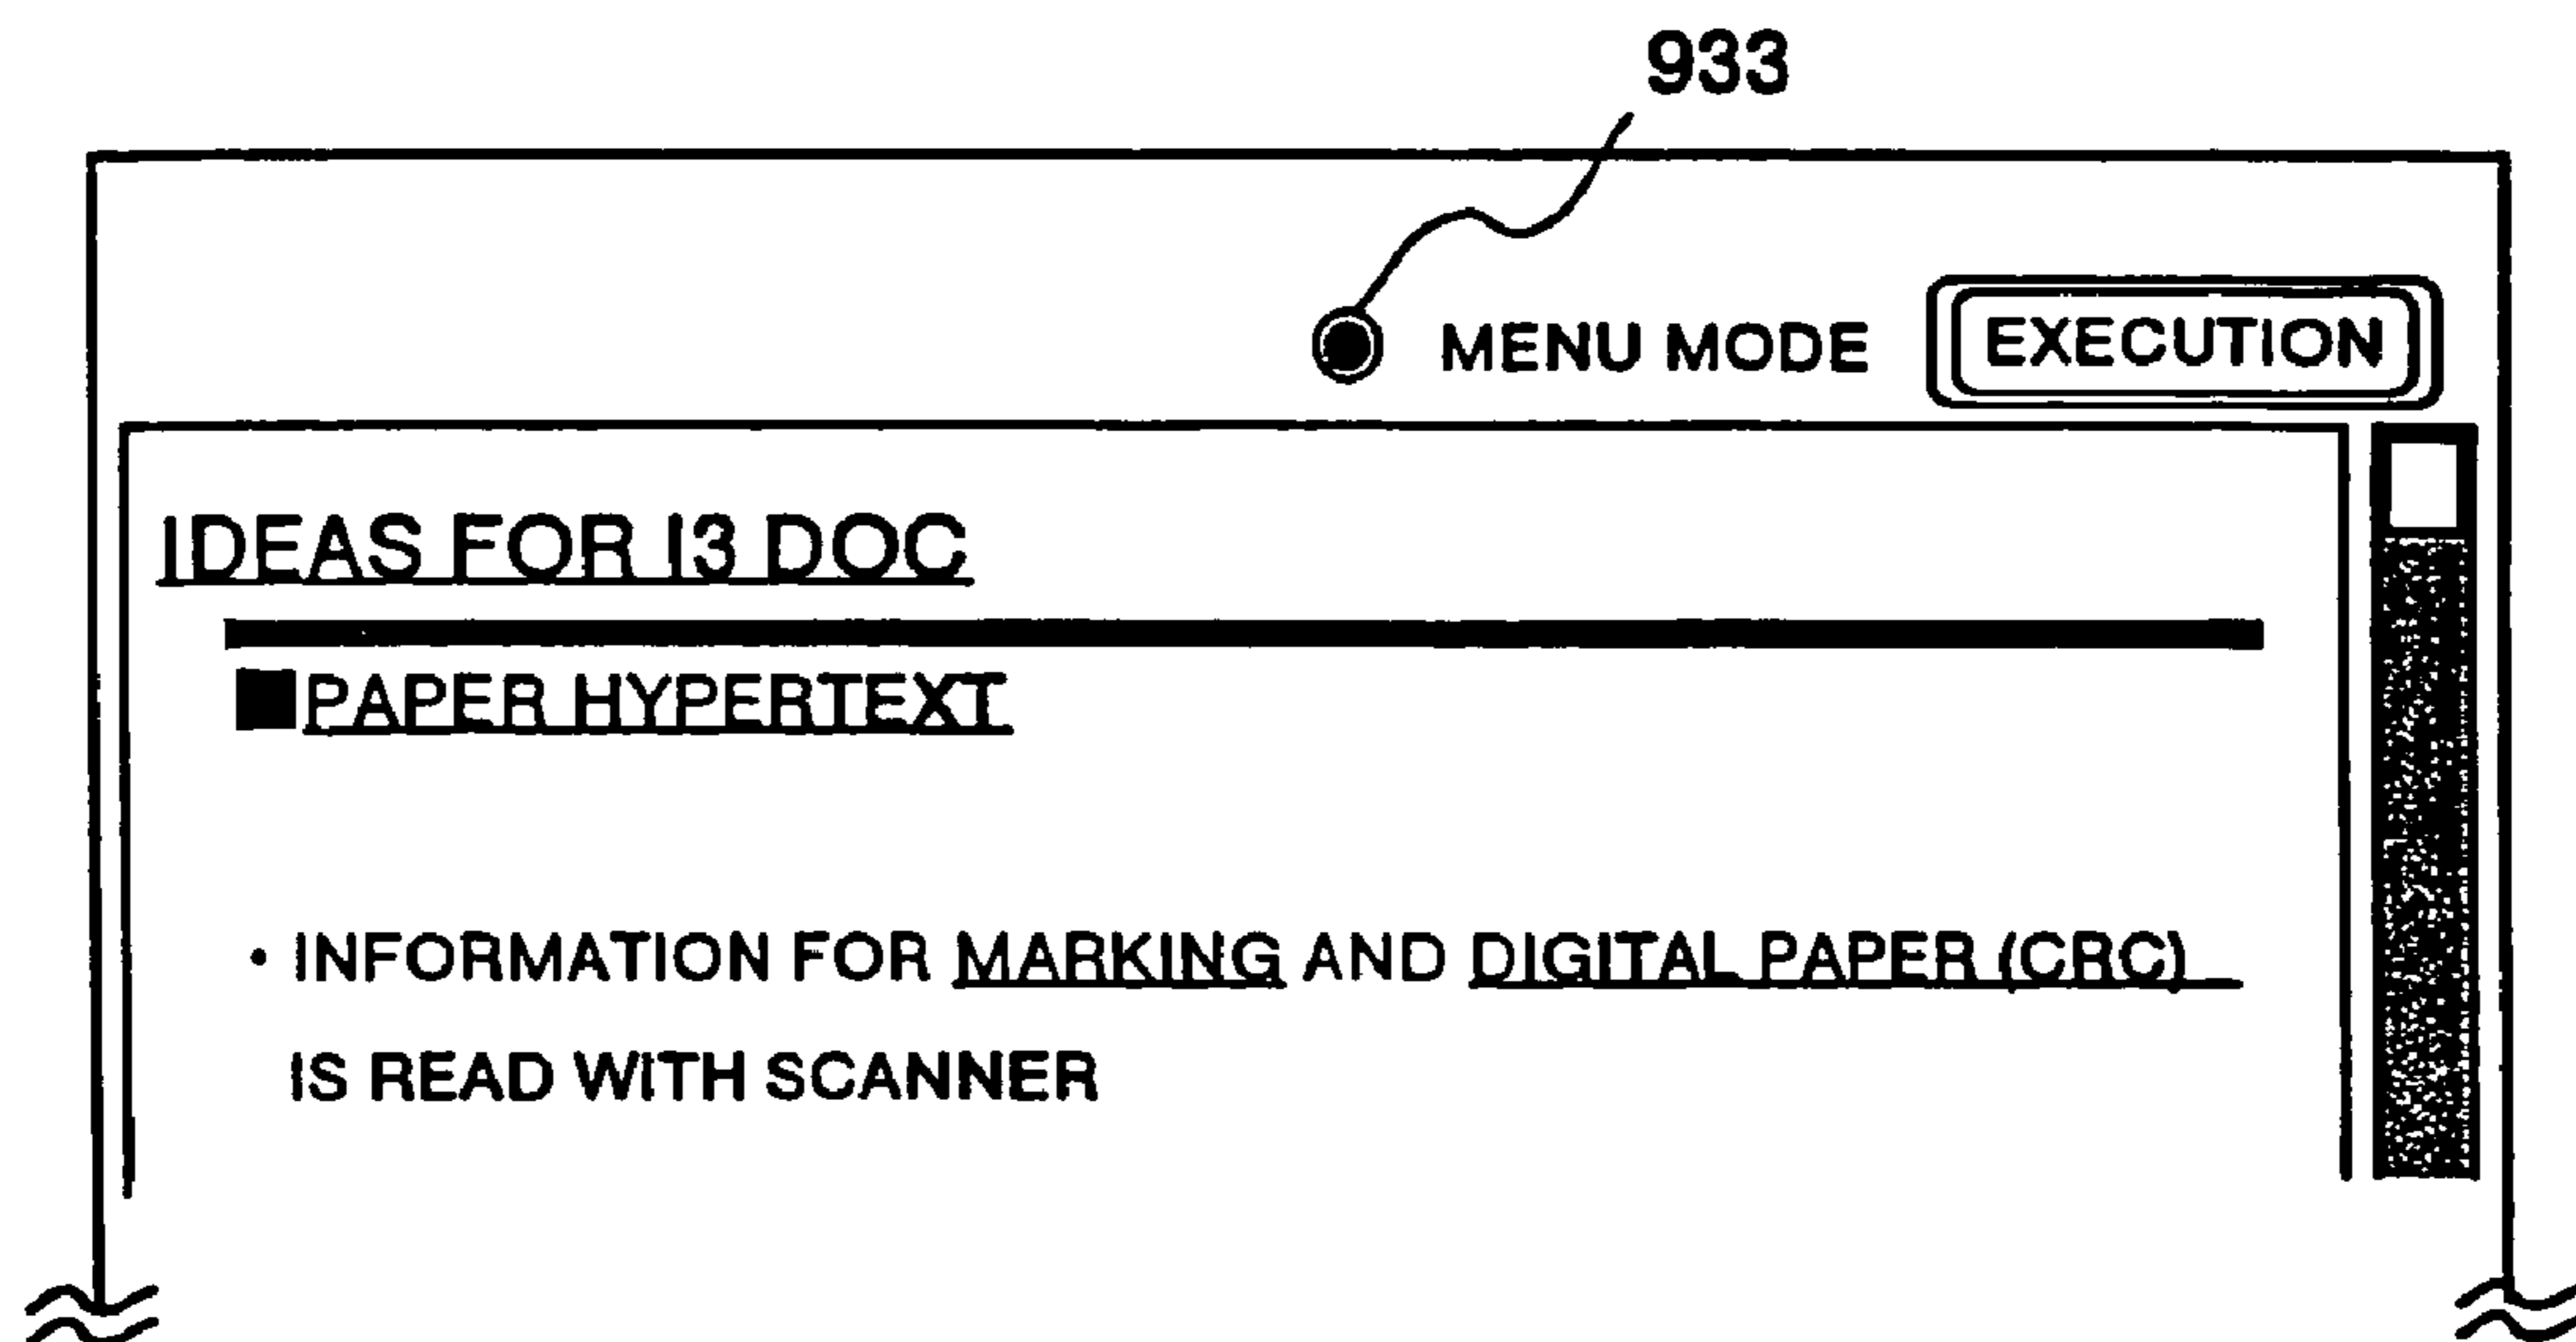 933
MENU MODE EXECUTION
IDEAS FOR I3 DOC
PAPER HYPERTEXT
• INFORMATION FOR MARKING AND DIGITAL PAPER (CRC)
IS READ WITH SCANNER